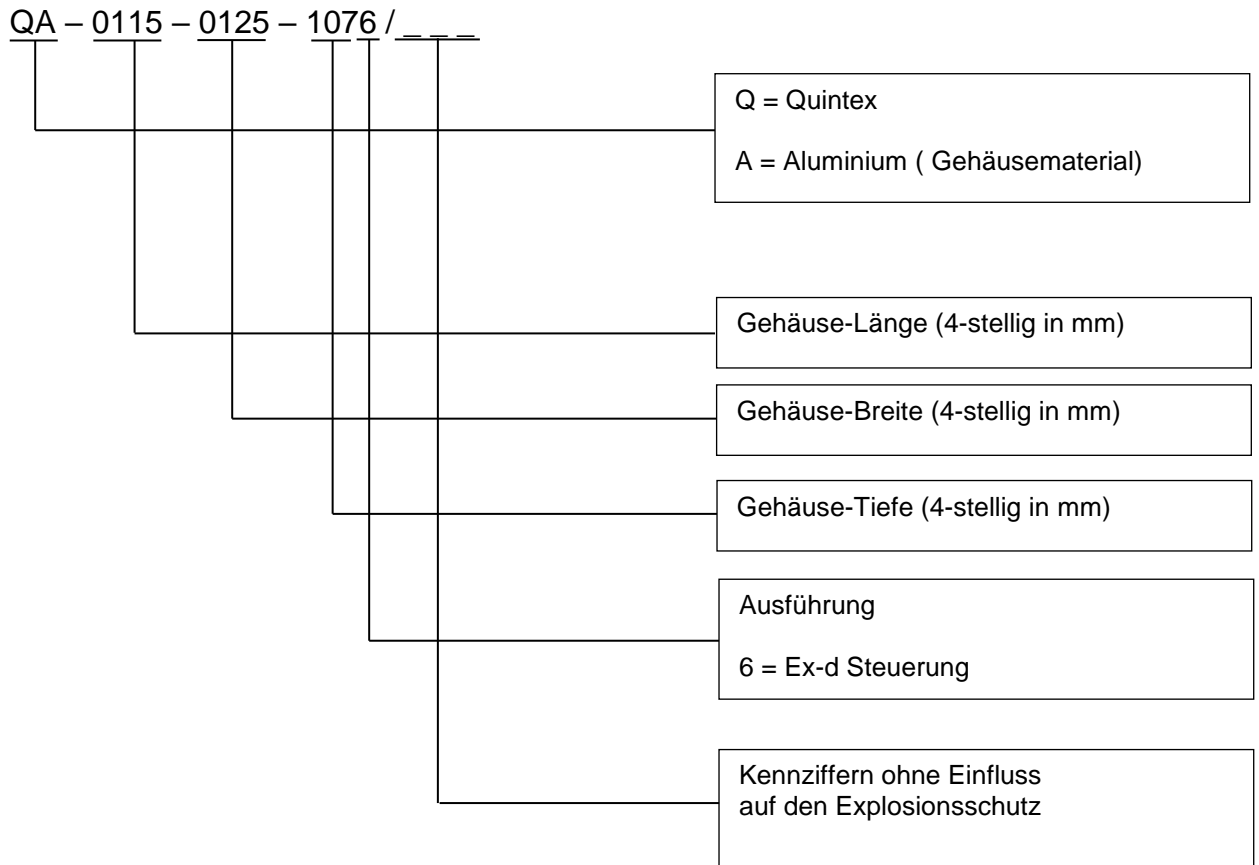 QA – 0115 – 0125 – 1076 / _ _ _
Q = Quintex
A = Aluminium ( Gehäusematerial)
Gehäuse-Länge (4-stellig in mm)
Gehäuse-Breite (4-stellig in mm)
Gehäuse-Tiefe (4-stellig in mm)
Ausführung
6 = Ex-d Steuerung
Kennziffern ohne Einfluss
auf den Explosionsschutz